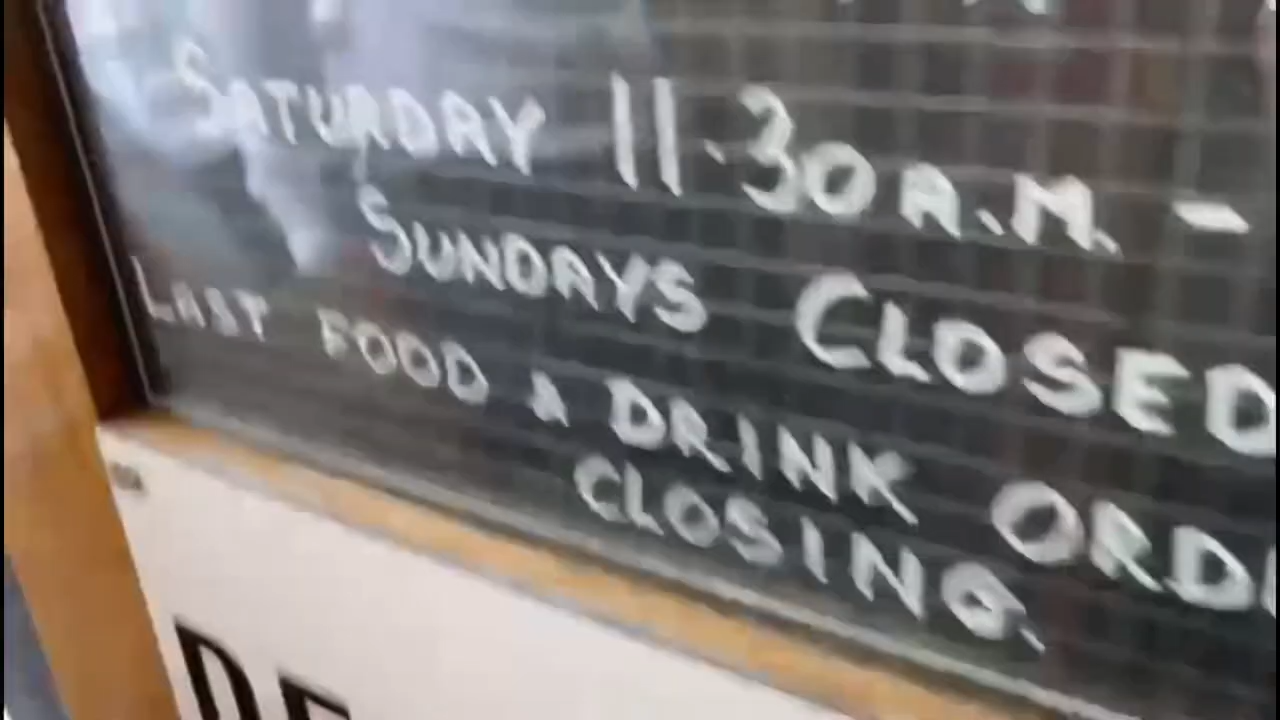 SATURDAY 11.30A.M. -
SUNDAYS CLOSED
LAST FOOD & DRINK ORD
CLOSING.